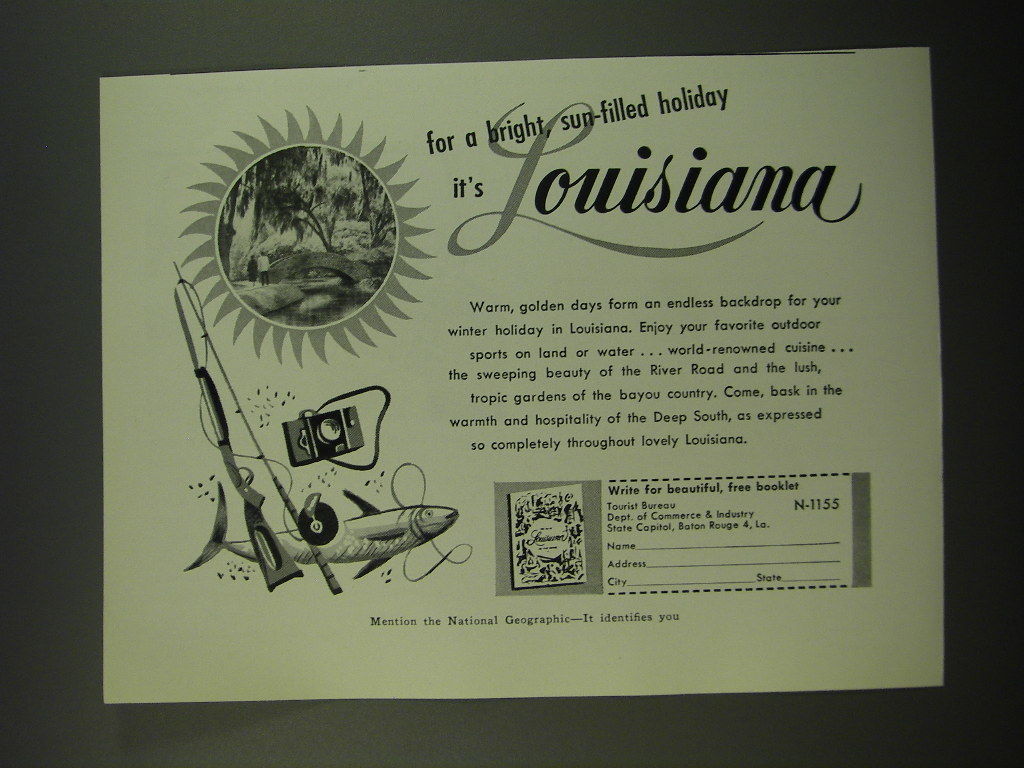 for a bright, sun-filled holiday
it's Louisiana
Warm, golden days form an endless backdrop for your
winter holiday in Louisiana. Enjoy your favorite outdoor
sports on land or water . . . world-renowned cuisine . . .
the sweeping beauty of the River Road and the lush,
tropic gardens of the bayou country. Come, bask in the
warmth and hospitality of the Deep South, as expressed
so completely throughout lovely Louisiana.
Louisiana
Write for beautiful, free booklet
Tourist Bureau N-1155
Dept. of Commerce & Industry
State Capitol, Baton Rouge 4, La.
Name
Address
City State
Mention the National Geographic—It identifies you